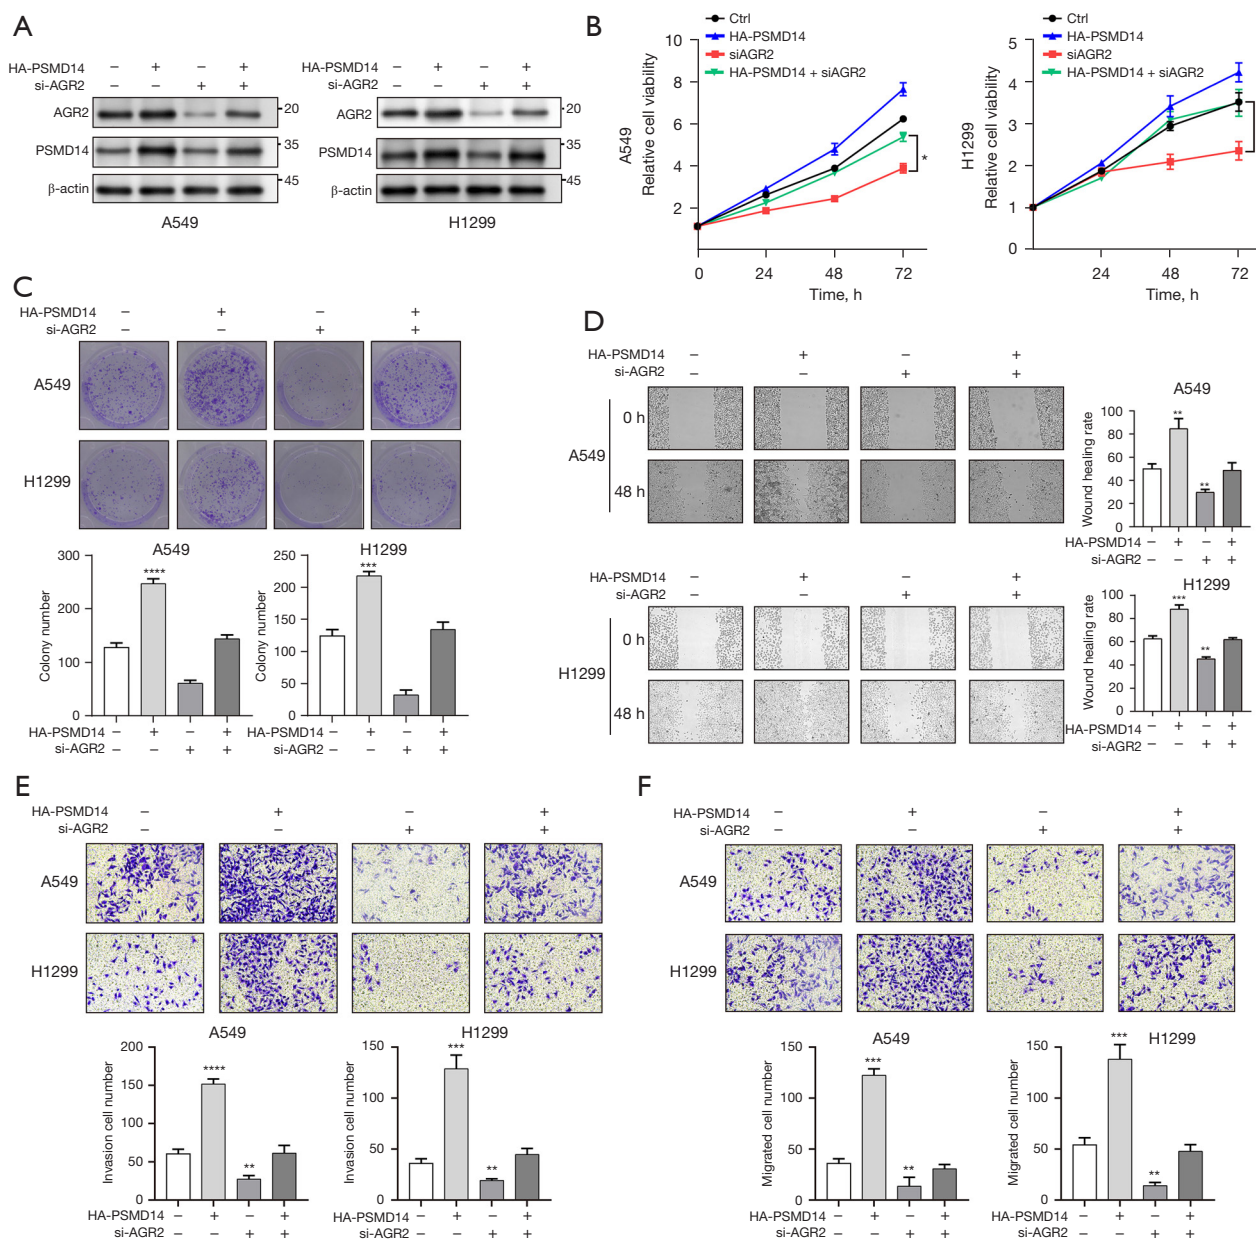 A
HA-PSMD14 – + – +
si-AGR2 – – + +
AGR2 20
PSMD14 35
β-actin 45
A549
HA-PSMD14 – + – +
si-AGR2 – – + +
AGR2 20
PSMD14 35
β-actin 45
H1299
B
Ctrl
HA-PSMD14
siAGR2
HA-PSMD14 + siAGR2
A549
Relative cell viability
10
8
6
4
2
*
0 24 48 72
Time, h
Ctrl
HA-PSMD14
siAGR2
HA-PSMD14 + siAGR2
H1299
Relative cell viability
5
4
3
2
1
0
24 48 72
Time, h
C
HA-PSMD14 – + – +
si-AGR2 – – + +
A549
H1299
A549
Colony number
300
200
100
0
****
HA-PSMD14 – + – +
si-AGR2 – – + +
H1299
Colony number
250
200
150
100
50
0
***
HA-PSMD14 – + – +
si-AGR2 – – + +
D
HA-PSMD14 – + – +
si-AGR2 – – + +
A549
0 h
48 h
A549
Wound healing rate
100
80
60
40
20
0
**
**
HA-PSMD14 – + – +
si-AGR2 – – + +
HA-PSMD14 – + – +
si-AGR2 – – + +
H1299
0 h
48 h
H1299
Wound healing rate
100
80
60
40
20
0
***
**
HA-PSMD14 – + – +
si-AGR2 – – + +
E
HA-PSMD14 – + – +
si-AGR2 – – + +
A549
H1299
A549
Invasion cell number
200
150
100
50
0
****
**
HA-PSMD14 – + – +
si-AGR2 – – + +
H1299
Invasion cell number
150
100
50
0
***
**
HA-PSMD14 – + – +
si-AGR2 – – + +
F
HA-PSMD14 – + – +
si-AGR2 – – + +
A549
H1299
A549
Migrated cell number
150
100
50
0
***
**
HA-PSMD14 – + – +
si-AGR2 – – + +
H1299
Migrated cell number
150
100
50
0
***
**
HA-PSMD14 – + – +
si-AGR2 – – + +